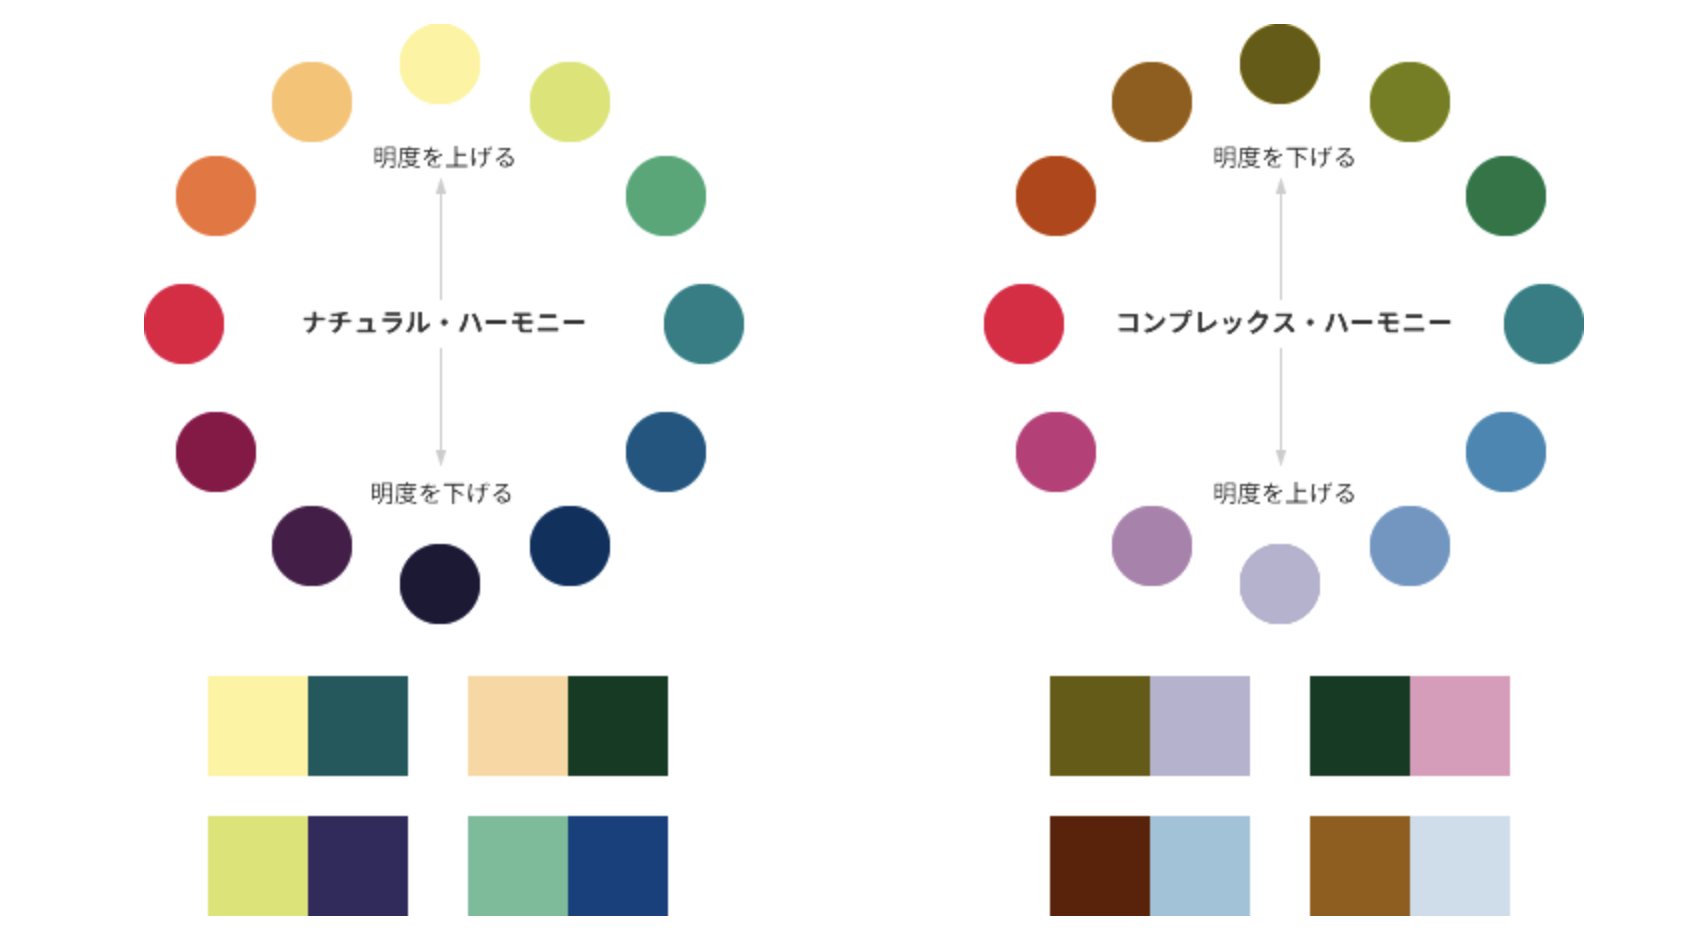 明度を上げる
ナチュラル・ハーモニー
明度を下げる
明度を下げる
コンプレックス・ハーモニー
明度を上げる